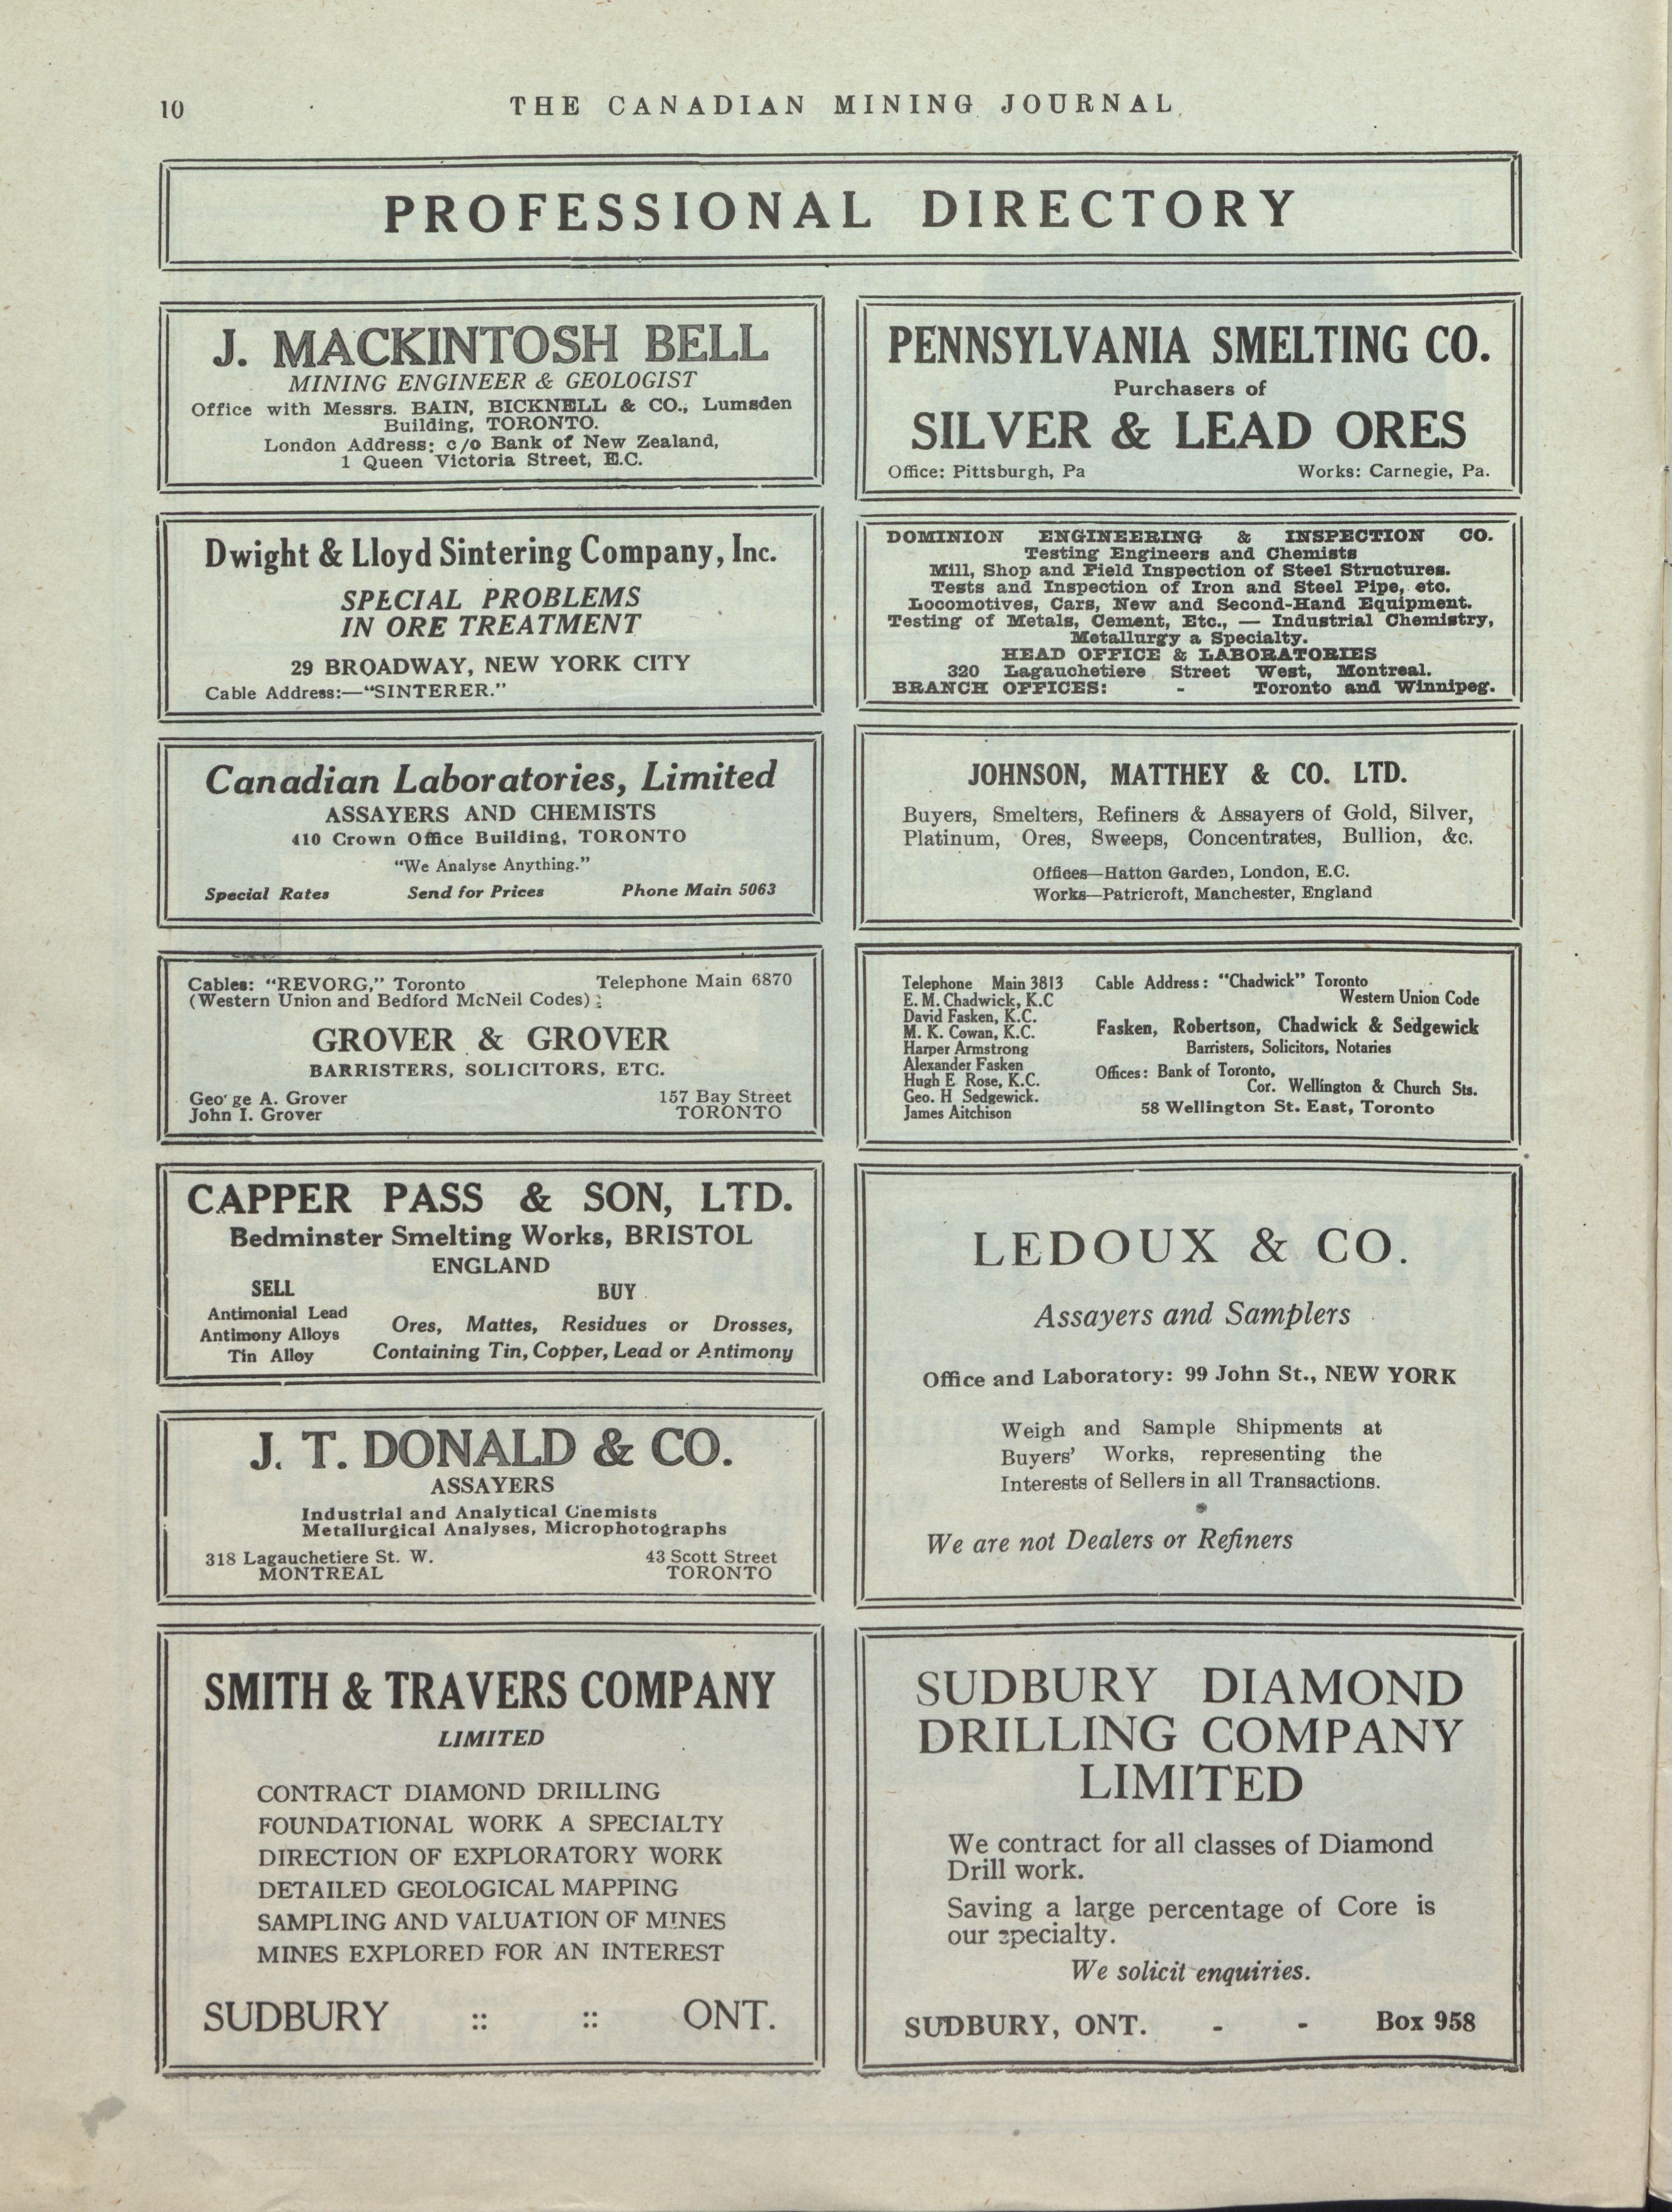 10
THE CANADIAN MINING JOURNAL
PROFESSIONAL DIRECTORY
J. MACKINTOSH BELL
MINING ENGINEER & GEOLOGIST
Office with Messrs. BAIN, BICKNELL & CO., Lumsden
Building, TORONTO.
London Address: c/o Bank of New Zealand,
1 Queen Victoria Street, E.C.
Dwight & Lloyd Sintering Company, Inc.
SPECIAL PROBLEMS
IN ORE TREATMENT
29 BROADWAY, NEW YORK CITY
Cable Address:—"SINTERER."
Canadian Laboratories, Limited
ASSAYERS AND CHEMISTS
410 Crown Office Building, TORONTO
"We Analyse Anything."
Special Rates Send for Prices Phone Main 5063
Cables: "REVORG," Toronto Telephone Main 6870
(Western Union and Bedford McNeil Codes) :
GROVER & GROVER
BARRISTERS, SOLICITORS, ETC.
Geo'ge A. Grover 157 Bay Street
John I. Grover TORONTO
CAPPER PASS & SON, LTD.
Bedminster Smelting Works, BRISTOL
ENGLAND
SELL BUY
Antimonial Lead
Antimony Alloys
Tin Alloy
Ores, Mattes, Residues or Drosses,
Containing Tin, Copper, Lead or Antimony
J. T. DONALD & CO.
ASSAYERS
Industrial and Analytical Chemists
Metallurgical Analyses, Microphotographs
318 Lagauchetiere St. W. 43 Scott Street
MONTREAL TORONTO
SMITH & TRAVERS COMPANY
LIMITED
CONTRACT DIAMOND DRILLING
FOUNDATIONAL WORK A SPECIALTY
DIRECTION OF EXPLORATORY WORK
DETAILED GEOLOGICAL MAPPING
SAMPLING AND VALUATION OF MINES
MINES EXPLORED FOR AN INTEREST
SUDBURY :: :: ONT.
PENNSYLVANIA SMELTING CO.
Purchasers of
SILVER & LEAD ORES
Office: Pittsburgh, Pa Works: Carnegie, Pa.
DOMINION ENGINEERING & INSPECTION CO.
Testing Engineers and Chemists
Mill, Shop and Field Inspection of Steel Structures.
Tests and Inspection of Iron and Steel Pipe, etc.
Locomotives, Cars, New and Second-Hand Equipment.
Testing of Metals, Cement, Etc., — Industrial Chemistry,
Metallurgy a Specialty.
HEAD OFFICE & LABORATORIES
320 Lagauchetiere Street West, Montreal.
BRANCH OFFICES: - Toronto and Winnipeg.
JOHNSON, MATTHEY & CO. LTD.
Buyers, Smelters, Refiners & Assayers of Gold, Silver,
Platinum, Ores, Sweeps, Concentrates, Bullion, &c.
Offices—Hatton Garden, London, E.C.
Works—Patricroft, Manchester, England
Telephone Main 3813
E. M. Chadwick, K.C
David Fasken, K.C.
M. K. Cowan, K.C.
Harper Armstrong
Alexander Fasken
Hugh E Rose, K.C.
Geo. H Sedgewick.
James Aitchison
Cable Address: "Chadwick" Toronto
Western Union Code
Fasken, Robertson, Chadwick & Sedgewick
Barristers, Solicitors, Notaries
Offices: Bank of Toronto,
Cor. Wellington & Church Sts.
58 Wellington St. East, Toronto
LEDOUX & CO.
Assayers and Samplers
Office and Laboratory: 99 John St., NEW YORK
Weigh and Sample Shipments at
Buyers' Works, representing the
Interests of Sellers in all Transactions.
We are not Dealers or Refiners
SUDBURY DIAMOND
DRILLING COMPANY
LIMITED
We contract for all classes of Diamond
Drill work.
Saving a large percentage of Core is
our specialty.
We solicit enquiries.
SUDBURY, ONT. - - Box 958